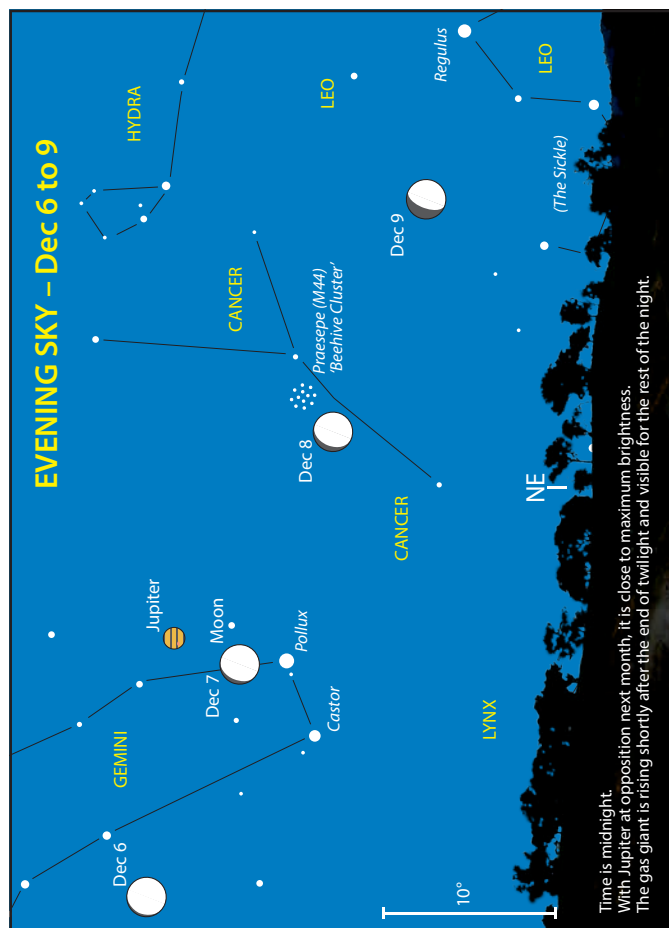 EVENING SKY – Dec 6 to 9
HYDRA
LEO
Regulus
LEO
(The Sickle)
Dec 9
CANCER
Praesepe (M44)
‘Beehive Cluster’
Dec 8
CANCER
NE
Jupiter
Moon
Dec 7
Pollux
Castor
GEMINI
LYNX
Dec 6
10°
Time is midnight.
With Jupiter at opposition next month, it is close to maximum brightness.
The gas giant is rising shortly after the end of twilight and visible for the rest of the night.